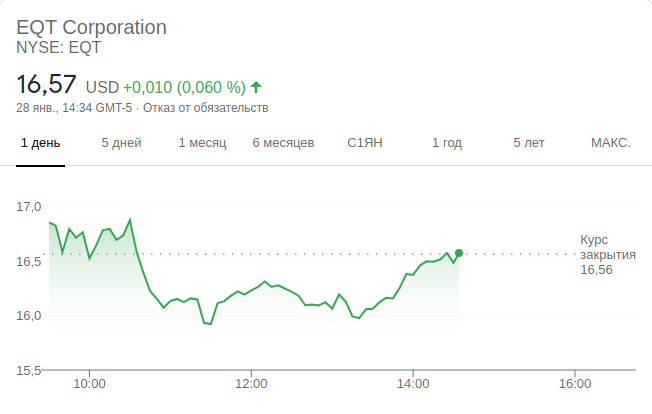 EQT Corporation
NYSE: EQT
16,57 USD +0,010 (0,060 %)
28 янв., 14:34 GMT-5 · Отказ от обязательств
1 день 5 дней 1 месяц 6 месяцев С1ЯН 1 год 5 лет МАКС.
17,0
Курс
закрытия
16,56
16,5
16,0
15,5
10:00 12:00 14:00 16:00